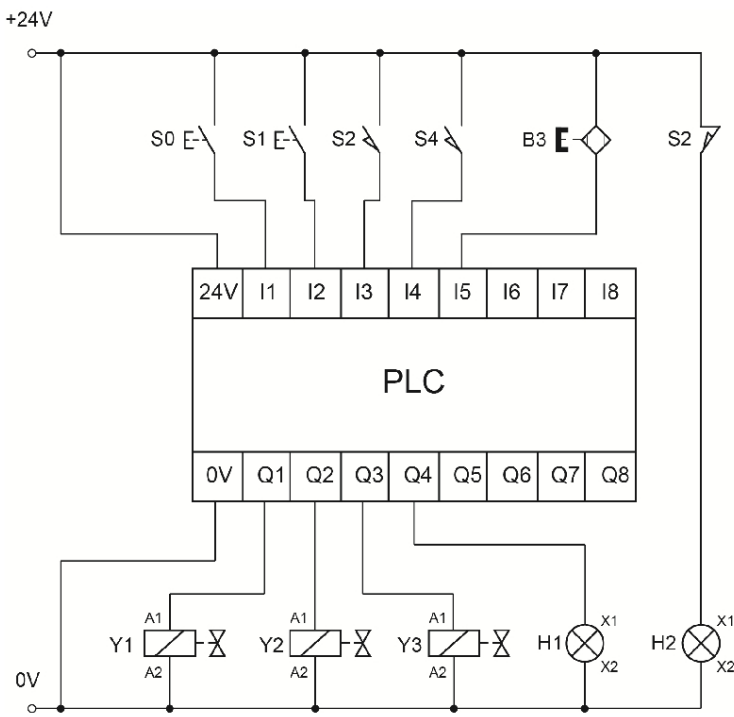 +24V
S0 S1 S2 S4 B3 S2
24V I1 I2 I3 I4 I5 I6 I7 I8
PLC
0V Q1 Q2 Q3 Q4 Q5 Q6 Q7 Q8
A1 A1 A1 X1 X1
Y1 Y2 Y3 H1 H2
A2 A2 A2 X2 X2
0V